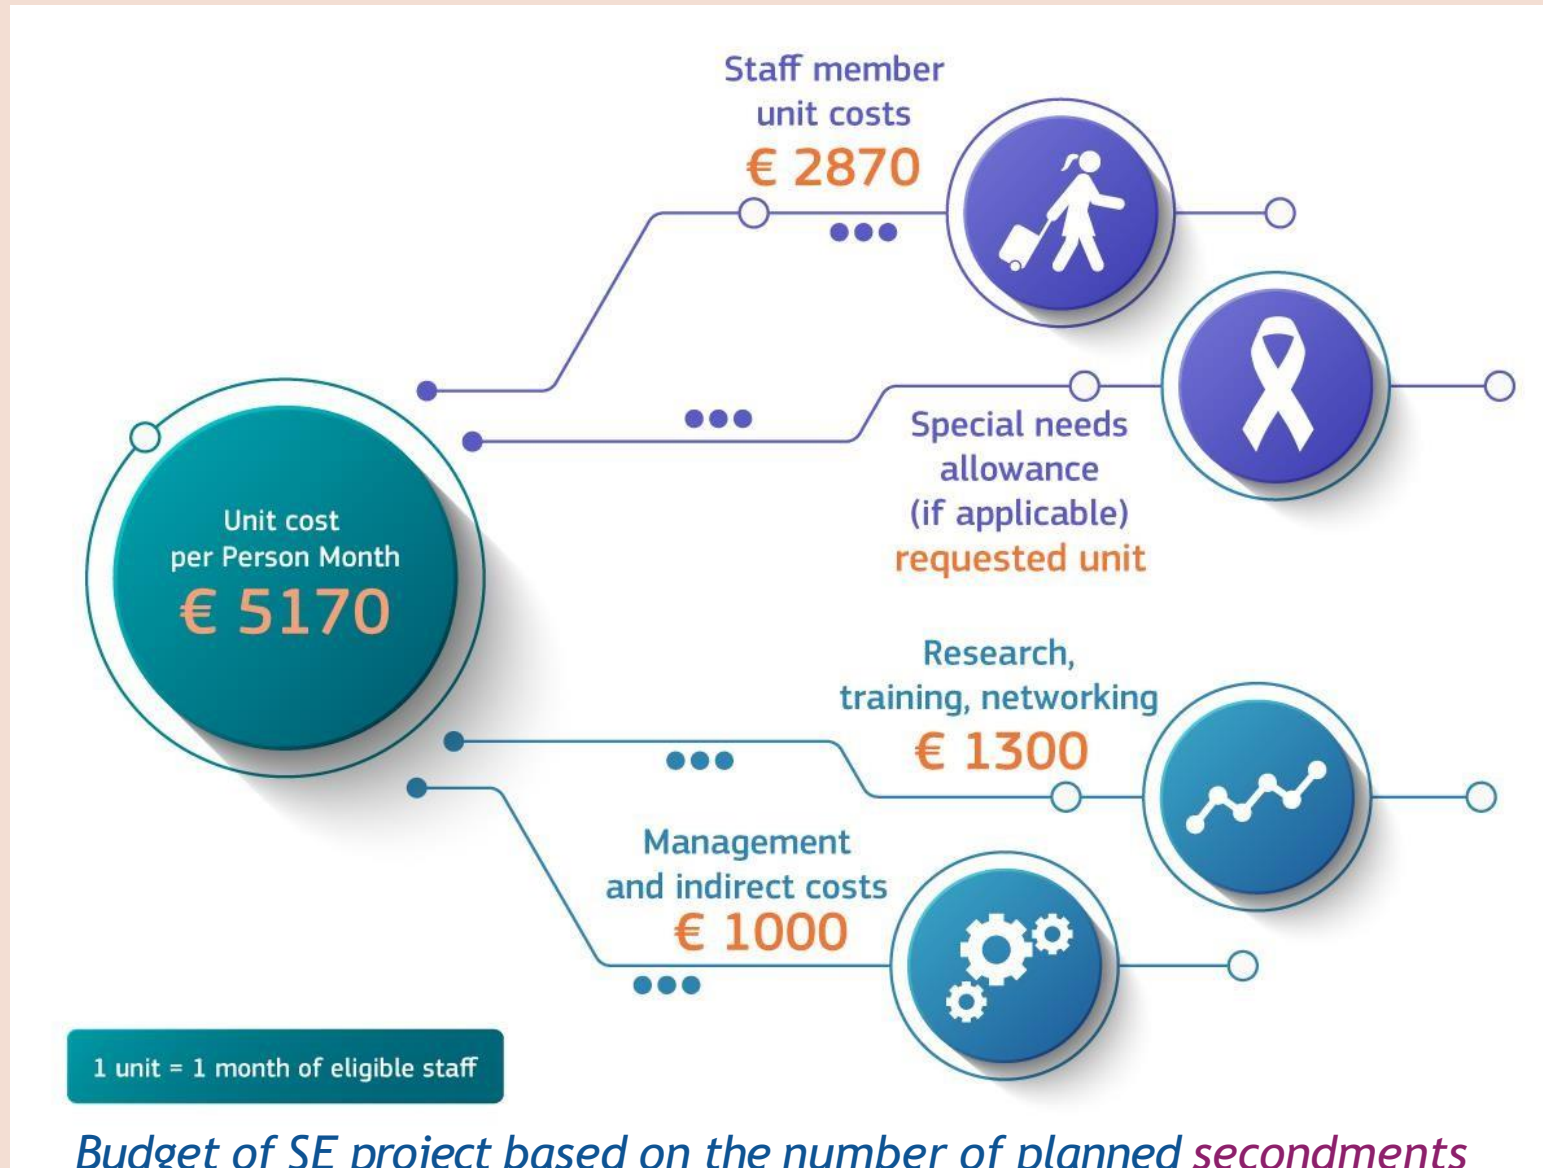 Staff member
unit costs
€ 2870
Special needs
allowance
(if applicable)
requested unit
Unit cost
per Person Month
€ 5170
Research,
training, networking
€ 1300
Management
and indirect costs
€ 1000
1 unit = 1 month of eligible staff
Budget of SE project based on the number of planned secondments